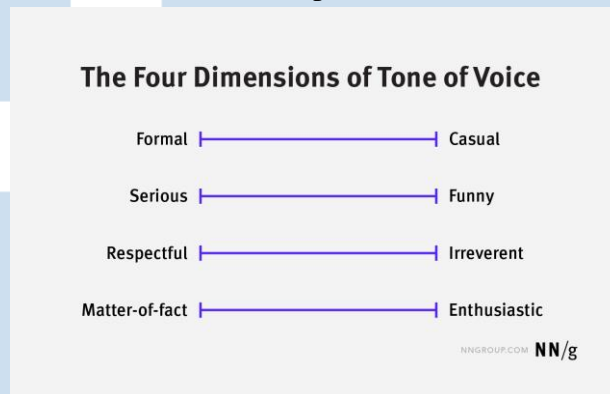 The Four Dimensions of Tone of Voice
Formal Casual
Serious Funny
Respectful Irreverent
Matter-of-fact Enthusiastic
NNGROUP.COM NN/g